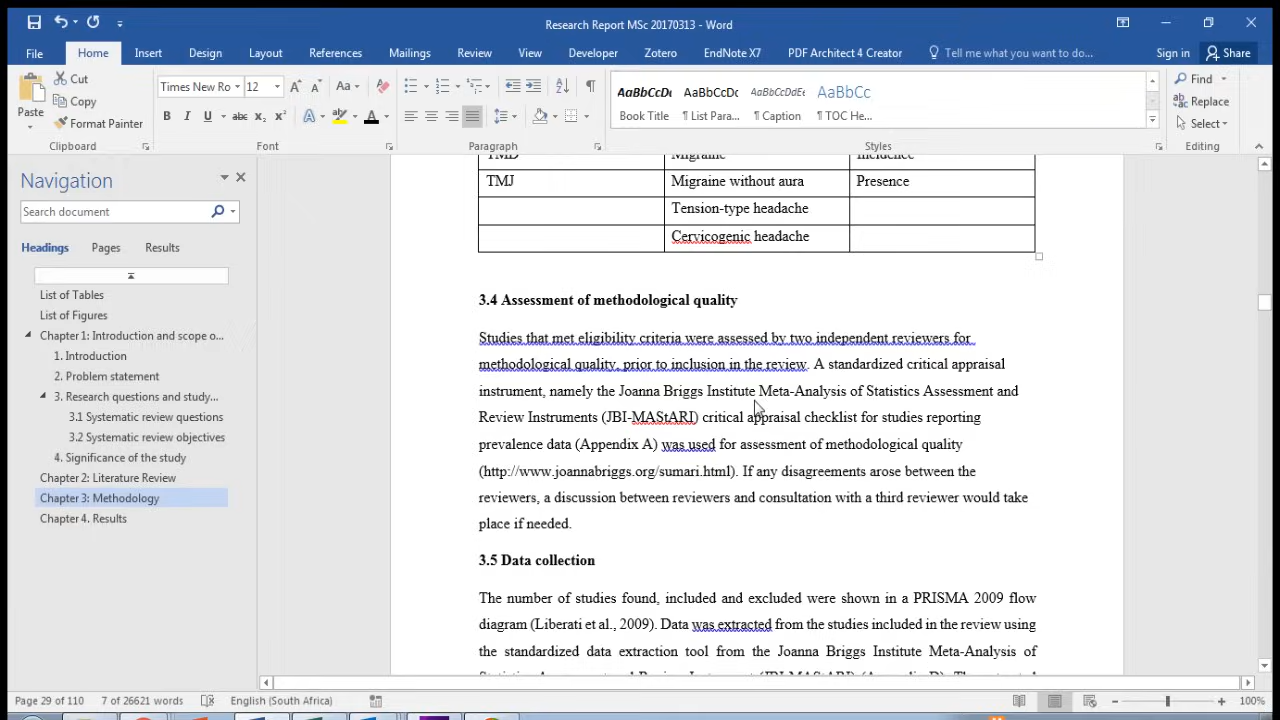 Research Report MSc 20170313 - Word
File Home Insert Design Layout References Mailings Review View Developer Zotero EndNote X7 PDF Architect 4 Creator Tell me what you want to do... Sign in Share
Paste
Cut
Copy
Format Painter
Clipboard
Times New Ro 12
Font
Paragraph
AaBbCcDı AaBbCcDc AaBbCcDdEe AaBbCc
Book Title ¶ List Para... ¶ Caption ¶ TOC He...
Styles
Find
Replace
Select
Editing
Navigation
Search document
Headings Pages Results
List of Tables
List of Figures
Chapter 1: Introduction and scope o...
1. Introduction
2. Problem statement
3. Research questions and study...
3.1 Systematic review questions
3.2 Systematic review objectives
4. Significance of the study
Chapter 2: Literature Review
Chapter 3: Methodology
Chapter 4. Results
TMD Migraine Incidence
TMJ Migraine without aura Presence
Tension-type headache
Cervicogenic headache
3.4 Assessment of methodological quality
Studies that met eligibility criteria were assessed by two independent reviewers for
methodological quality, prior to inclusion in the review. A standardized critical appraisal
instrument, namely the Joanna Briggs Institute Meta-Analysis of Statistics Assessment and
Review Instruments (JBI-MAStARI) critical appraisal checklist for studies reporting
prevalence data (Appendix A) was used for assessment of methodological quality
(http://www.joannabriggs.org/sumari.html). If any disagreements arose between the
reviewers, a discussion between reviewers and consultation with a third reviewer would take
place if needed.
3.5 Data collection
The number of studies found, included and excluded were shown in a PRISMA 2009 flow
diagram (Liberati et al., 2009). Data was extracted from the studies included in the review using
the standardized data extraction tool from the Joanna Briggs Institute Meta-Analysis of
Page 29 of 110 7 of 26621 words English (South Africa) 100%